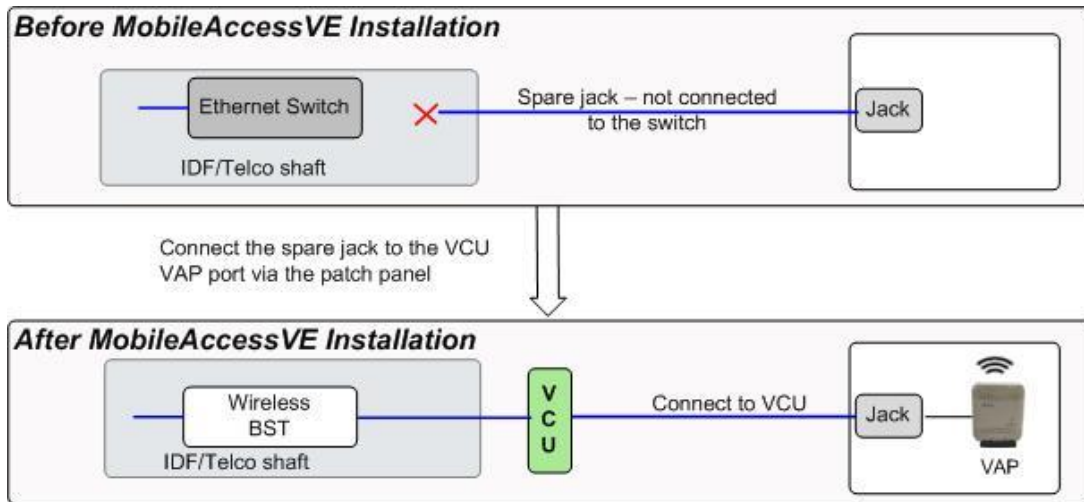 Before MobileAccessVE Installation
Ethernet Switch
IDF/Telco shaft
Spare jack – not connected
to the switch
Jack
Connect the spare jack to the VCU
VAP port via the patch panel
After MobileAccessVE Installation
Wireless
BST
IDF/Telco shaft
V
C
U
Connect to VCU
Jack
VAP